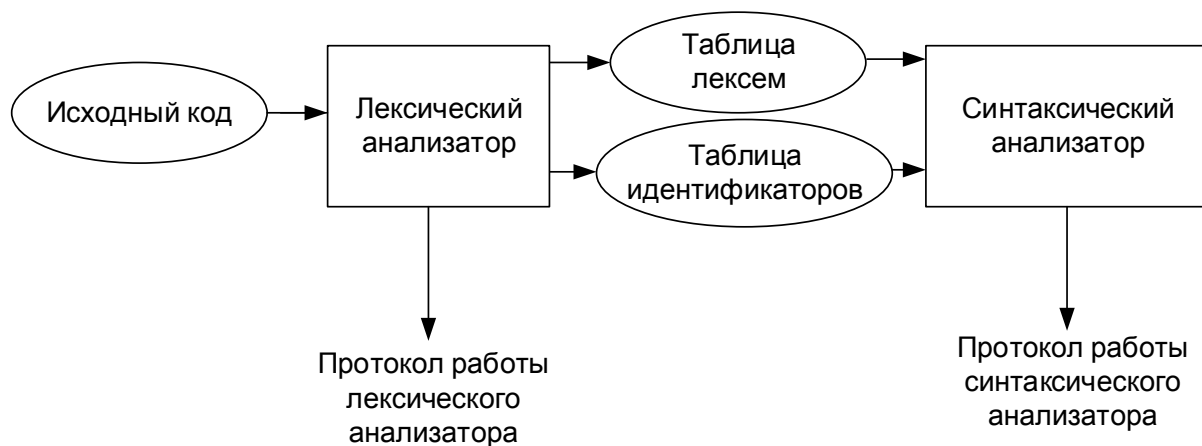 Исходный код
Лексический
анализатор
Таблица
лексем
Таблица
идентификаторов
Синтаксический
анализатор
Протокол работы
лексического
анализатора
Протокол работы
синтаксического
анализатора